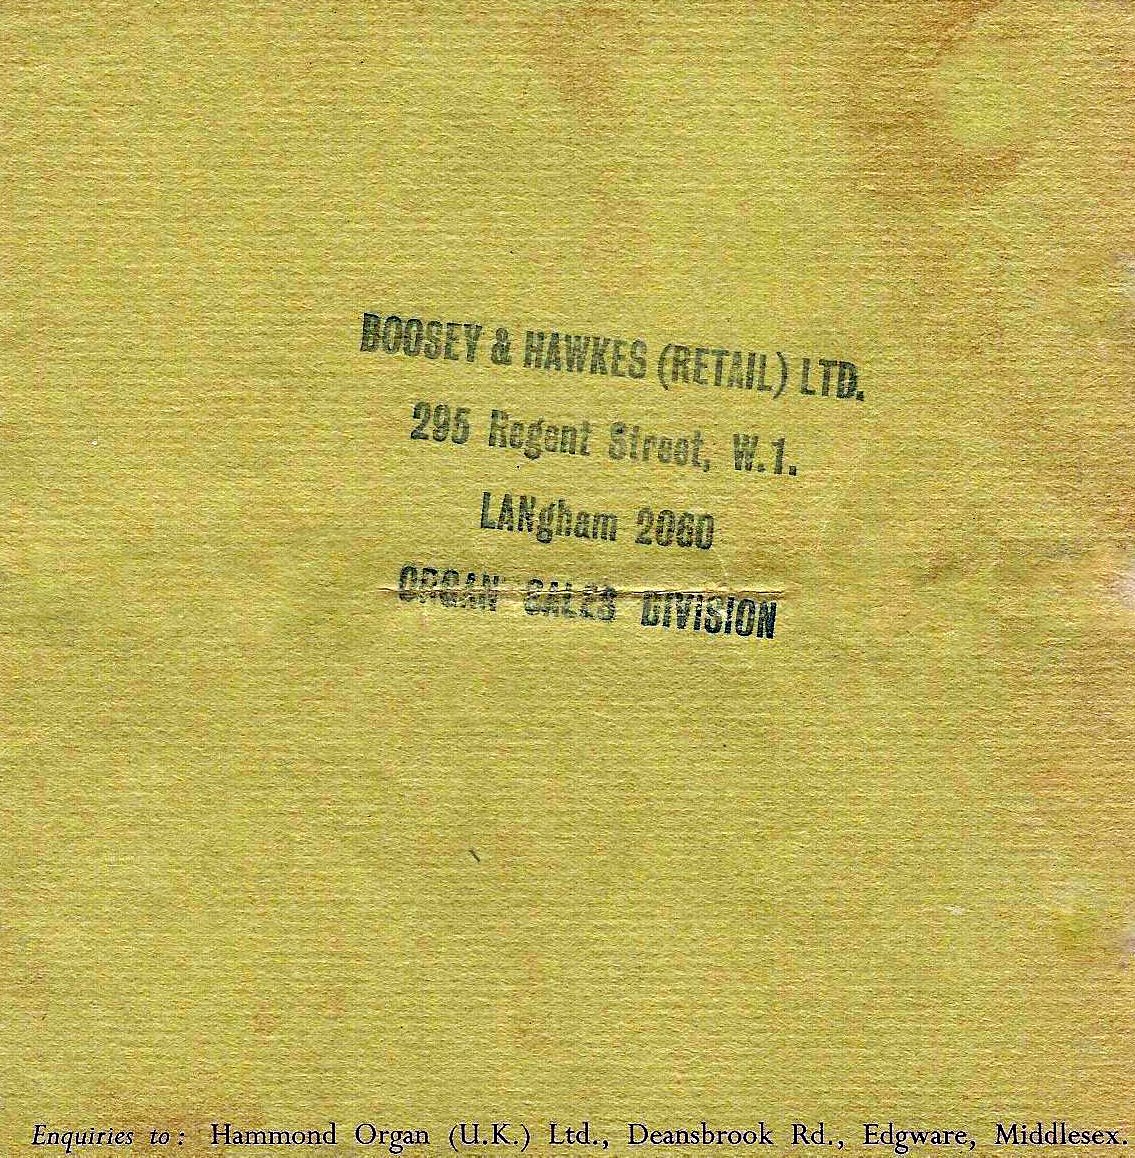 BOOSEY & HAWKES (RETAIL) LTD.
295 Regent Street, W.1.
LANgham 2060
ORGAN SALES DIVISION
Enquiries to: Hammond Organ (U.K.) Ltd., Deansbrook Rd., Edgware, Middlesex.